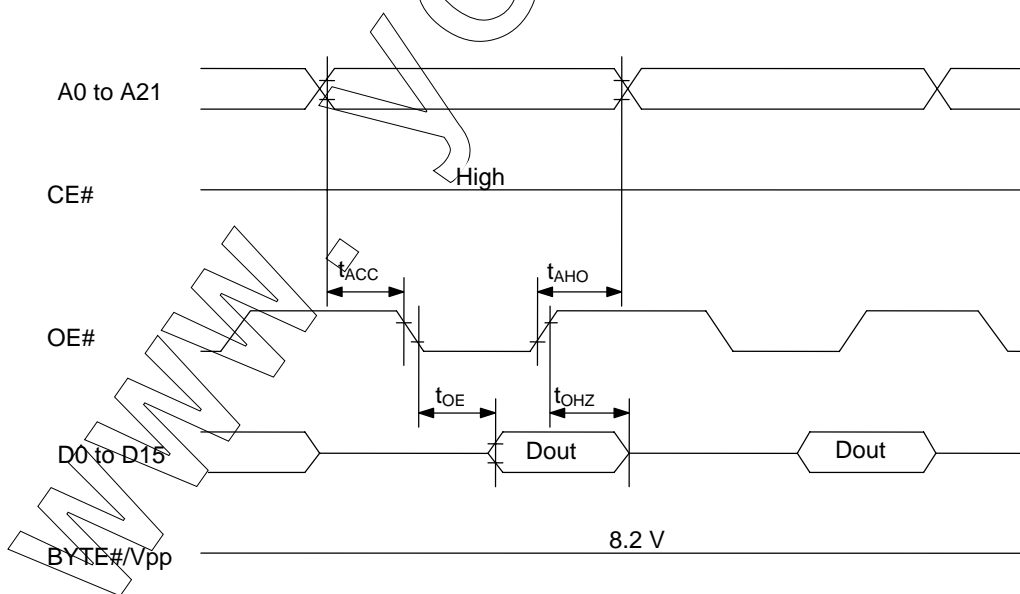 A0 to A21
High
CE#
tACC
tAHO
OE#
tOE
tOHZ
D0 to D15
Dout
Dout
8.2 V
BYTE#/Vpp
www.